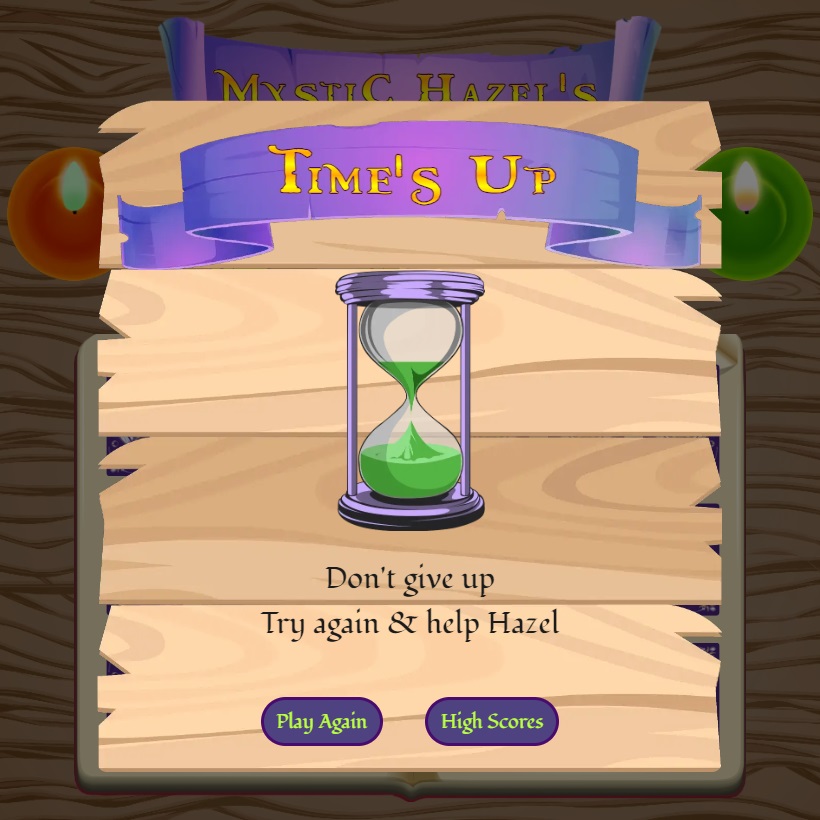 Mystic Hazel's
Time's Up
Don't give up
Try again & help Hazel
Play Again
High Scores